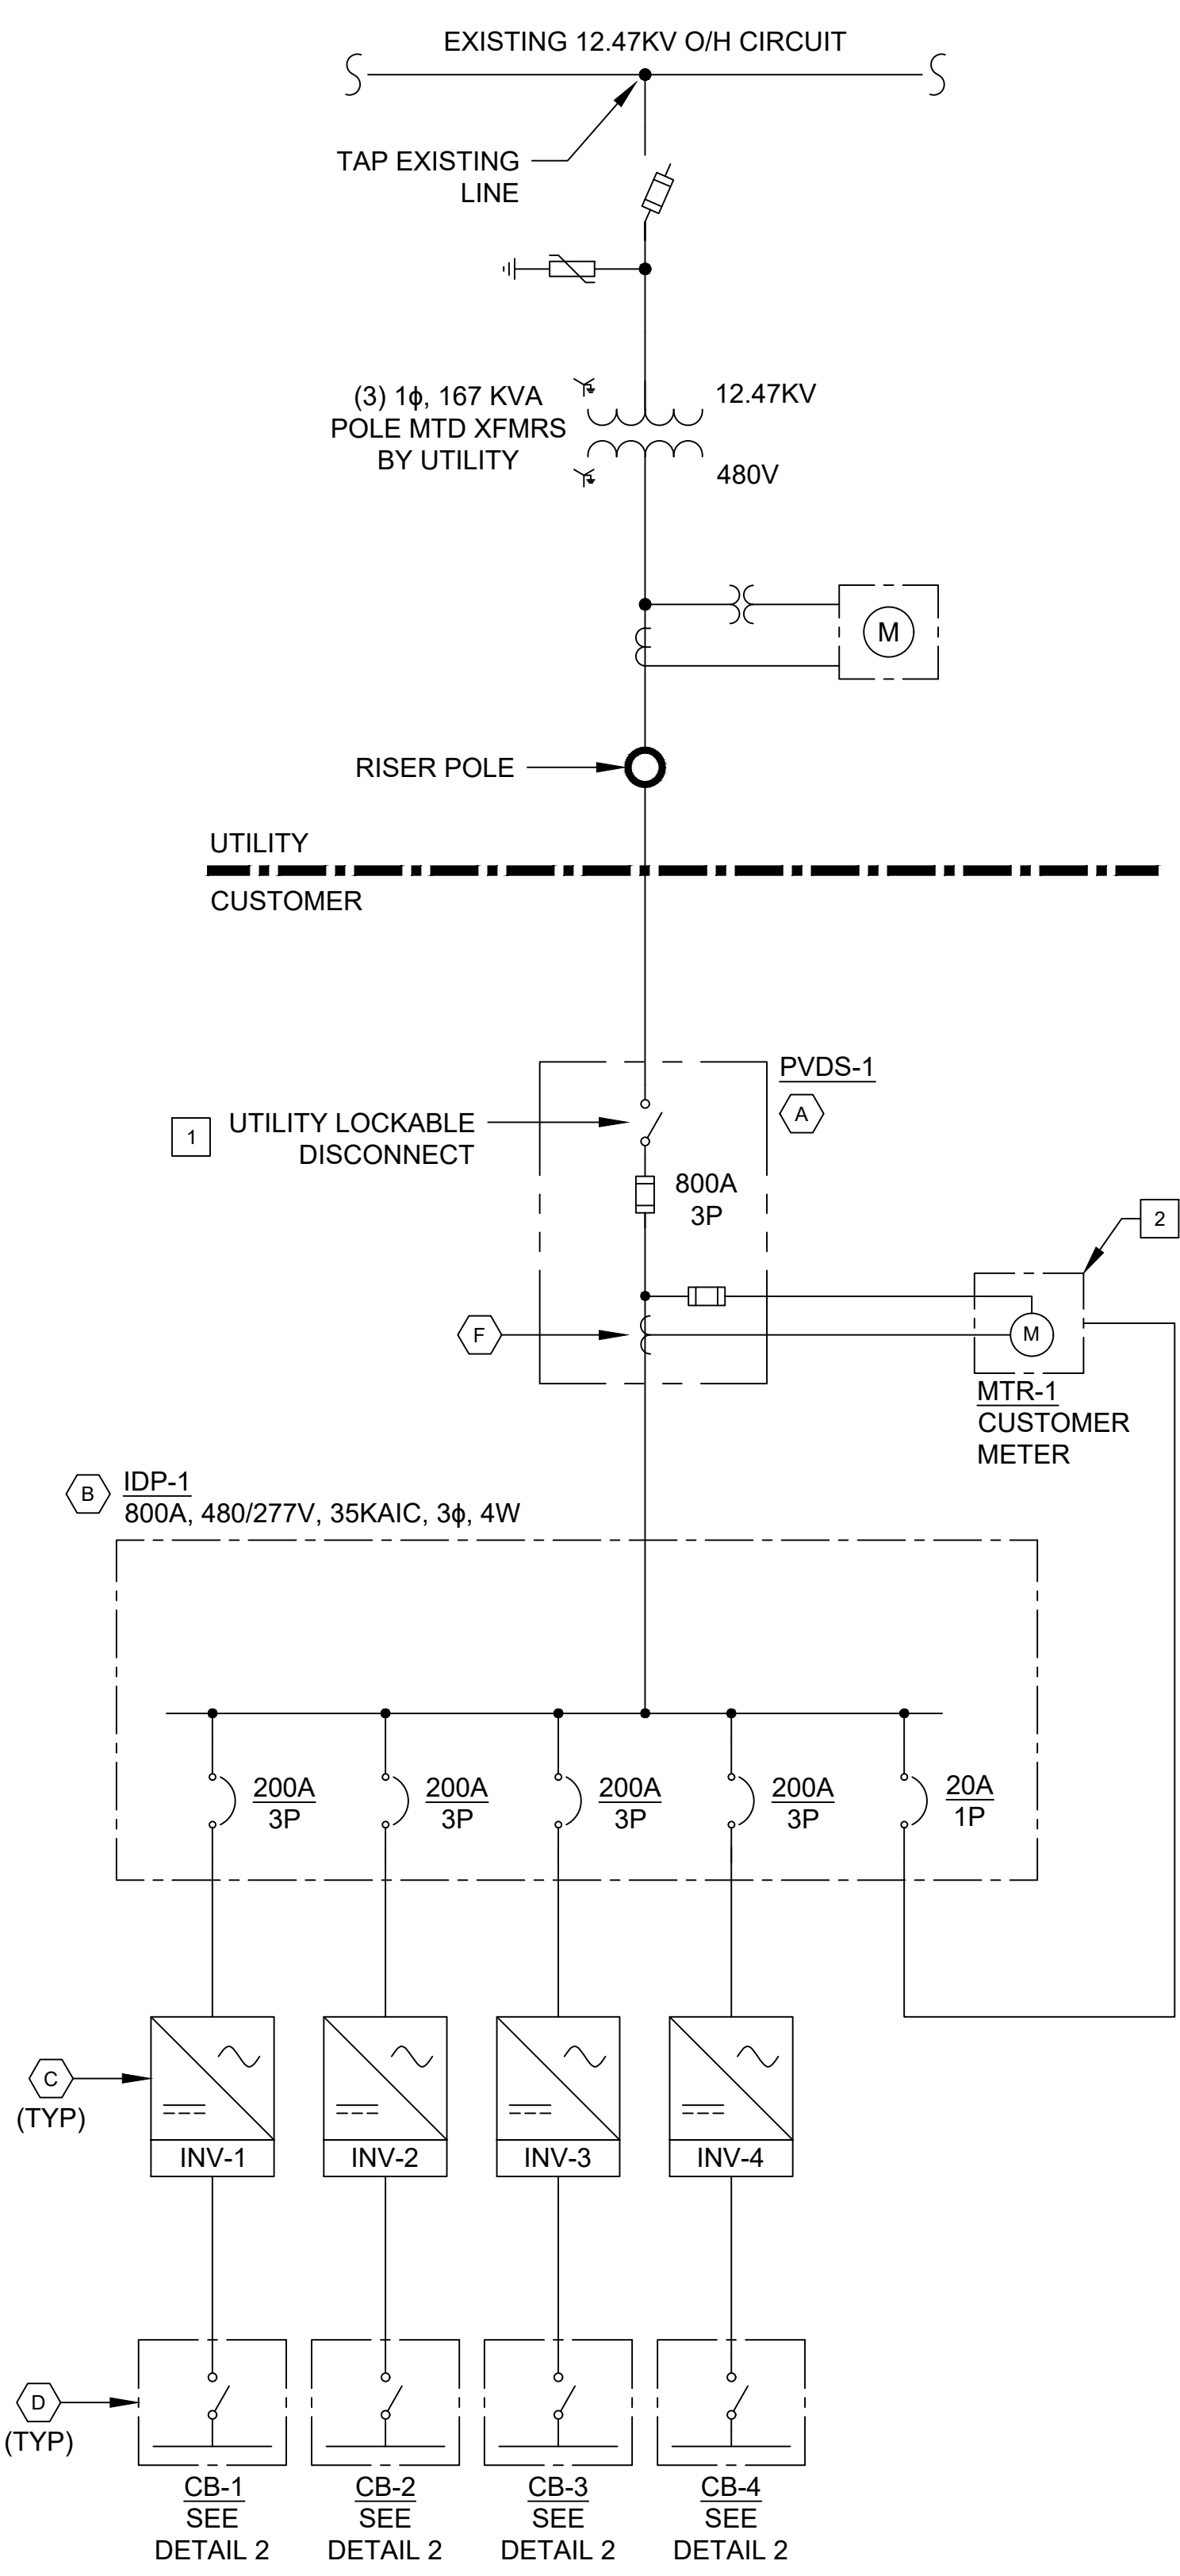 EXISTING 12.47KV O/H CIRCUIT
TAP EXISTING
LINE
(3) 1ϕ, 167 KVA
POLE MTD XFMRS
BY UTILITY
12.47KV
480V
M
RISER POLE
UTILITY
CUSTOMER
PVDS-1
A
1
UTILITY LOCKABLE
DISCONNECT
800A
3P
2
F
M
MTR-1
CUSTOMER
METER
B
IDP-1
800A, 480/277V, 35KAIC, 3ϕ, 4W
200A
3P
200A
3P
200A
3P
200A
3P
20A
1P
C
(TYP)
INV-1
INV-2
INV-3
INV-4
D
(TYP)
CB-1
SEE
DETAIL 2
CB-2
SEE
DETAIL 2
CB-3
SEE
DETAIL 2
CB-4
SEE
DETAIL 2